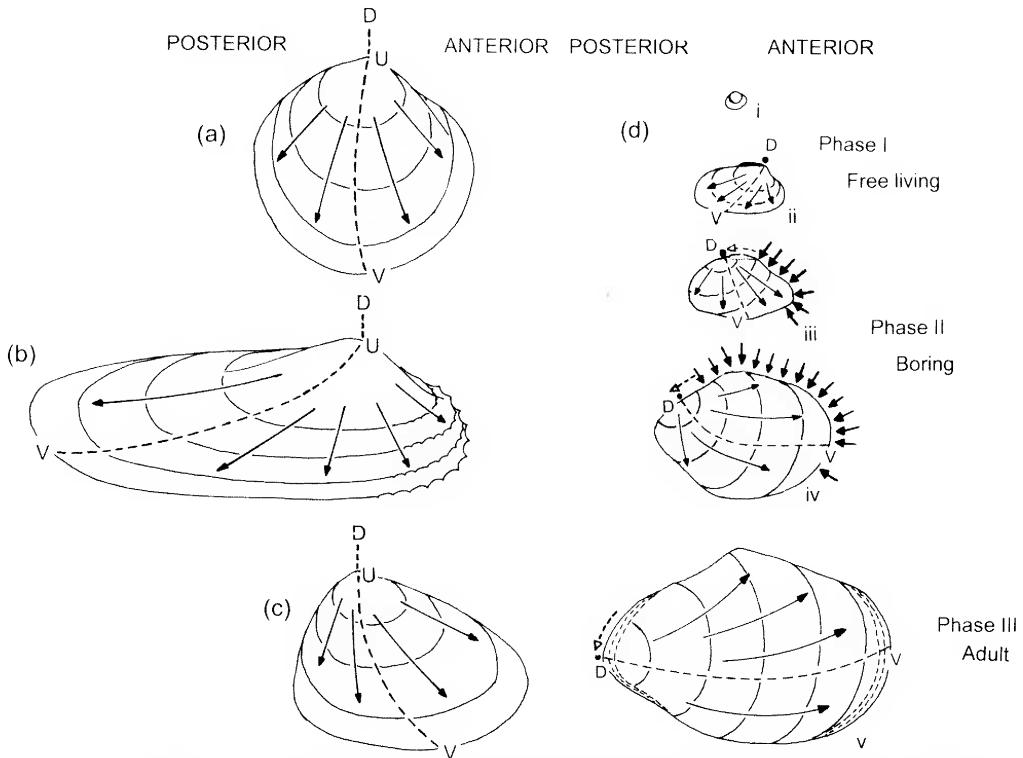 D
POSTERIOR ANTERIOR POSTERIOR ANTERIOR
U
(a)
V
(d)
i
D
Phase I
Free living
V
ii
D
V
iii
Phase II
Boring
D
V
iv
D
(b)
U
V
D
(c)
U
V
D
V
v
Phase III
Adult